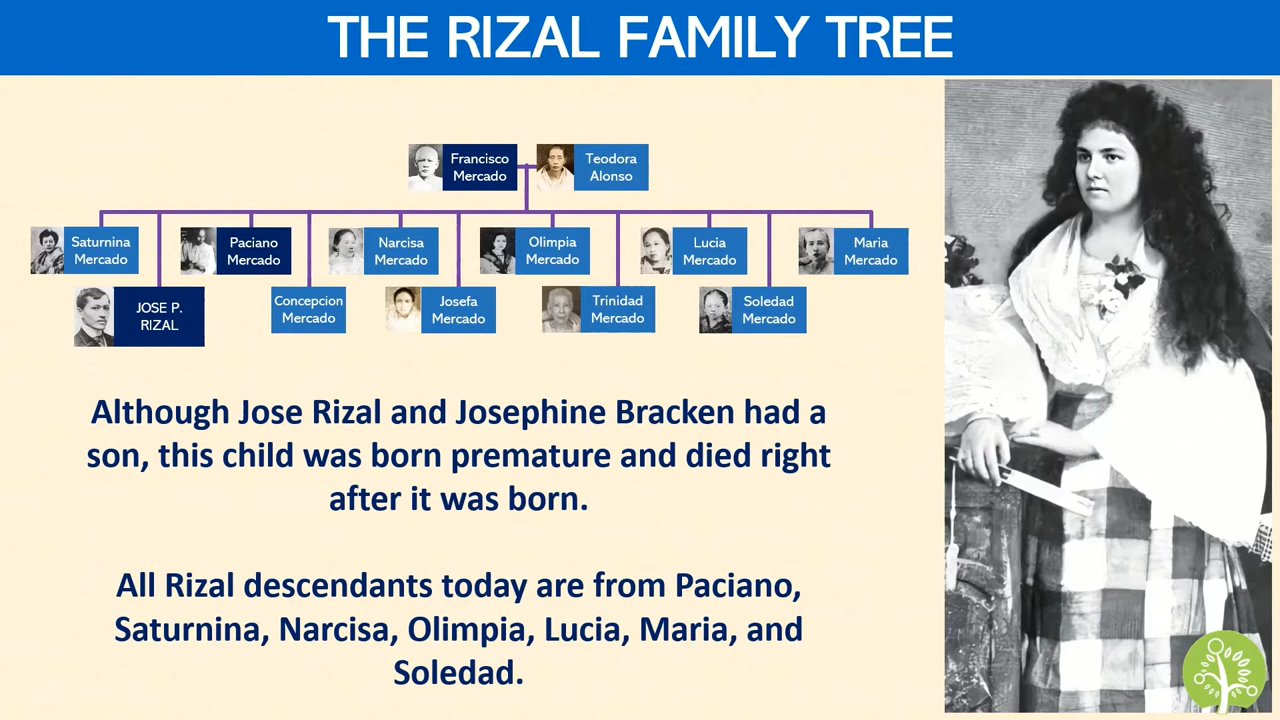 THE RIZAL FAMILY TREE
Francisco
Mercado
Teodora
Alonso
Saturnina
Mercado
Paciano
Mercado
Narcisa
Mercado
Olimpia
Mercado
Lucia
Mercado
Maria
Mercado
JOSE P.
RIZAL
Concepcion
Mercado
Josefa
Mercado
Trinidad
Mercado
Soledad
Mercado
Although Jose Rizal and Josephine Bracken had a
son, this child was born premature and died right
after it was born.
All Rizal descendants today are from Paciano,
Saturnina, Narcisa, Olimpia, Lucia, Maria, and
Soledad.